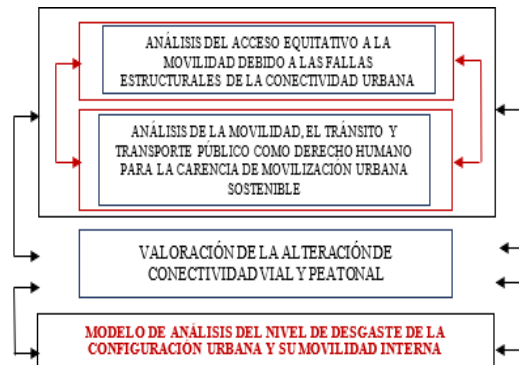 ANÁLISIS DEL ACCESO EQUITATIVO A LA
MOVILIDAD DEBIDO A LAS FALLAS
ESTRUCTURALES DE LA CONECTIVIDAD URBANA
ANÁLISIS DE LA MOVILIDAD, EL TRÁNSITO Y
TRANSPORTE PÚBLICO COMO DERECHO HUMANO
PARA LA CARENCIA DE MOVILIZACIÓN URBANA
SOSTENIBLE
VALORACIÓN DE LA ALTERACIÓN DE
CONECTIVIDAD VIAL Y PEATONAL
MODELO DE ANÁLISIS DEL NIVEL DE DESGASTE DE LA
CONFIGURACIÓN URBANA Y SU MOVILIDAD INTERNA